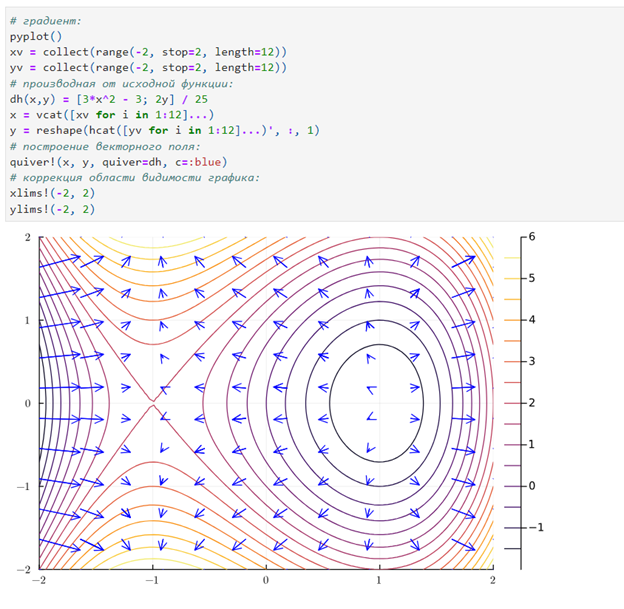 # градиент:
pyplot()
xv = collect(range(-2, stop=2, length=12))
yv = collect(range(-2, stop=2, length=12))
# производная от исходной функции:
dh(x,y) = [3*x^2 - 3; 2y] / 25
x = vcat([xv for i in 1:12]...)
y = reshape(hcat([yv for i in 1:12]...)', :, 1)
# построение векторного поля:
quiver!(x, y, quiver=dh, c=:blue)
# коррекция области видимости графика:
xlims!(-2, 2)
ylims!(-2, 2)
2
1
0
−1
−2
−2
−1
0
1
2
6
5
4
3
2
1
0
−1